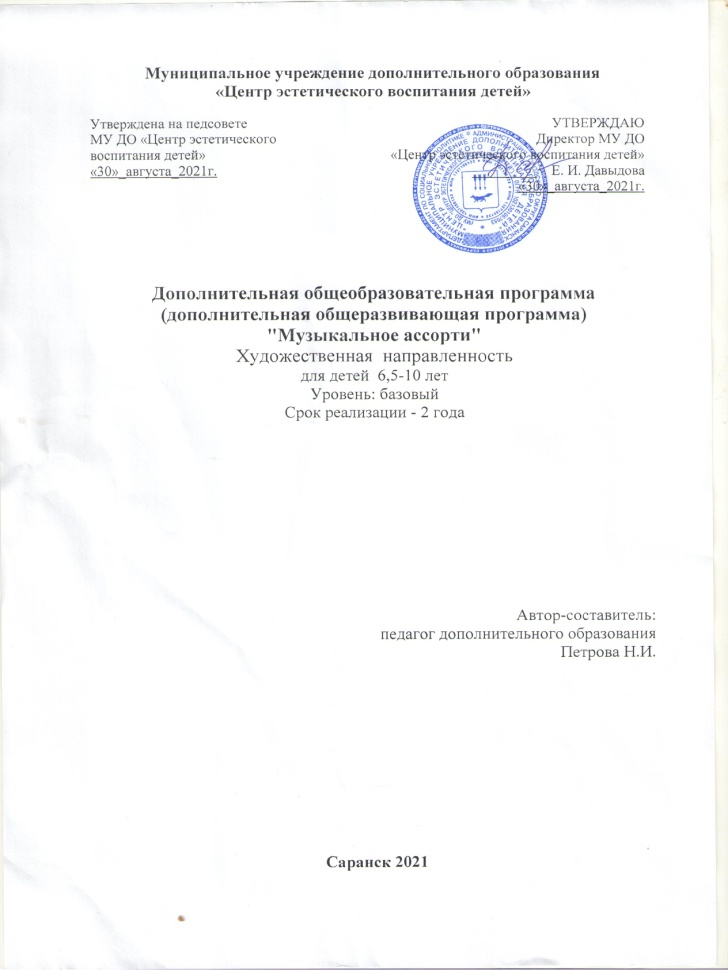 Муниципальное учреждение дополнительного образования
«Центр эстетического воспитания детей»
Утверждена на педсовете
МУ ДО «Центр эстетического
воспитания детей»
«30»_августа_2021г.
УТВЕРЖДАЮ
Директор МУ ДО
«Центр эстетического воспитания детей»
Е. И. Давыдова
«30»_августа_2021г.
Дополнительная общеобразовательная программа
(дополнительная общеразвивающая программа)
"Музыкальное ассорти"
Художественная направленность
для детей 6,5-10 лет
Уровень: базовый
Срок реализации - 2 года
Автор-составитель:
педагог дополнительного образования
Петрова Н.И.
Саранск 2021